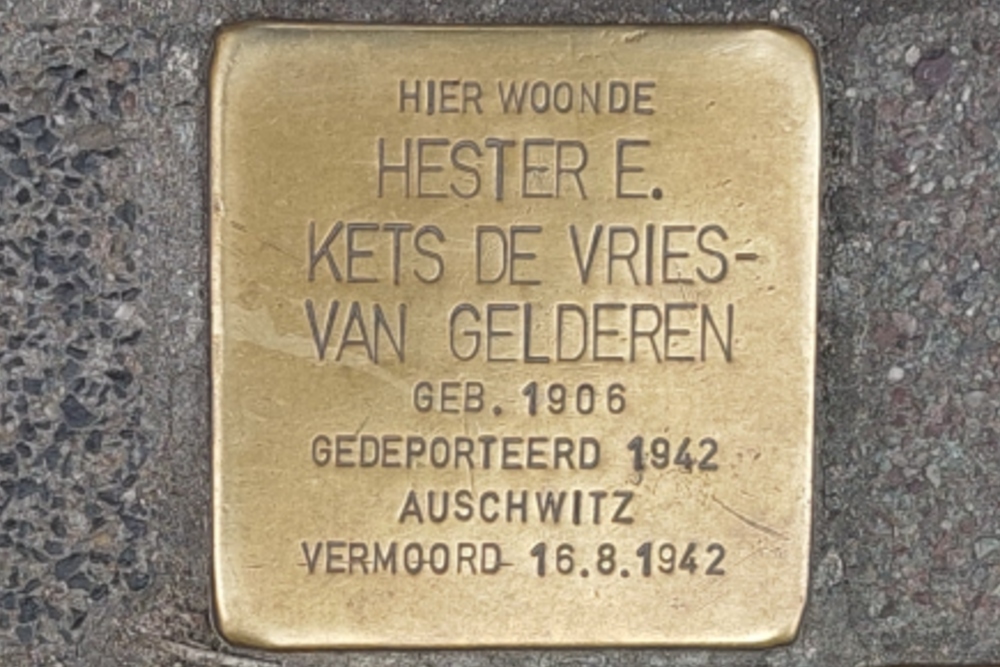 HIER WOONDE
HESTER E.
KETS DE VRIES-
VAN GELDEREN
GEB. 1906
GEDEPORTEERD 1942
AUSCHWITZ
VERMOORD 16.8.1942